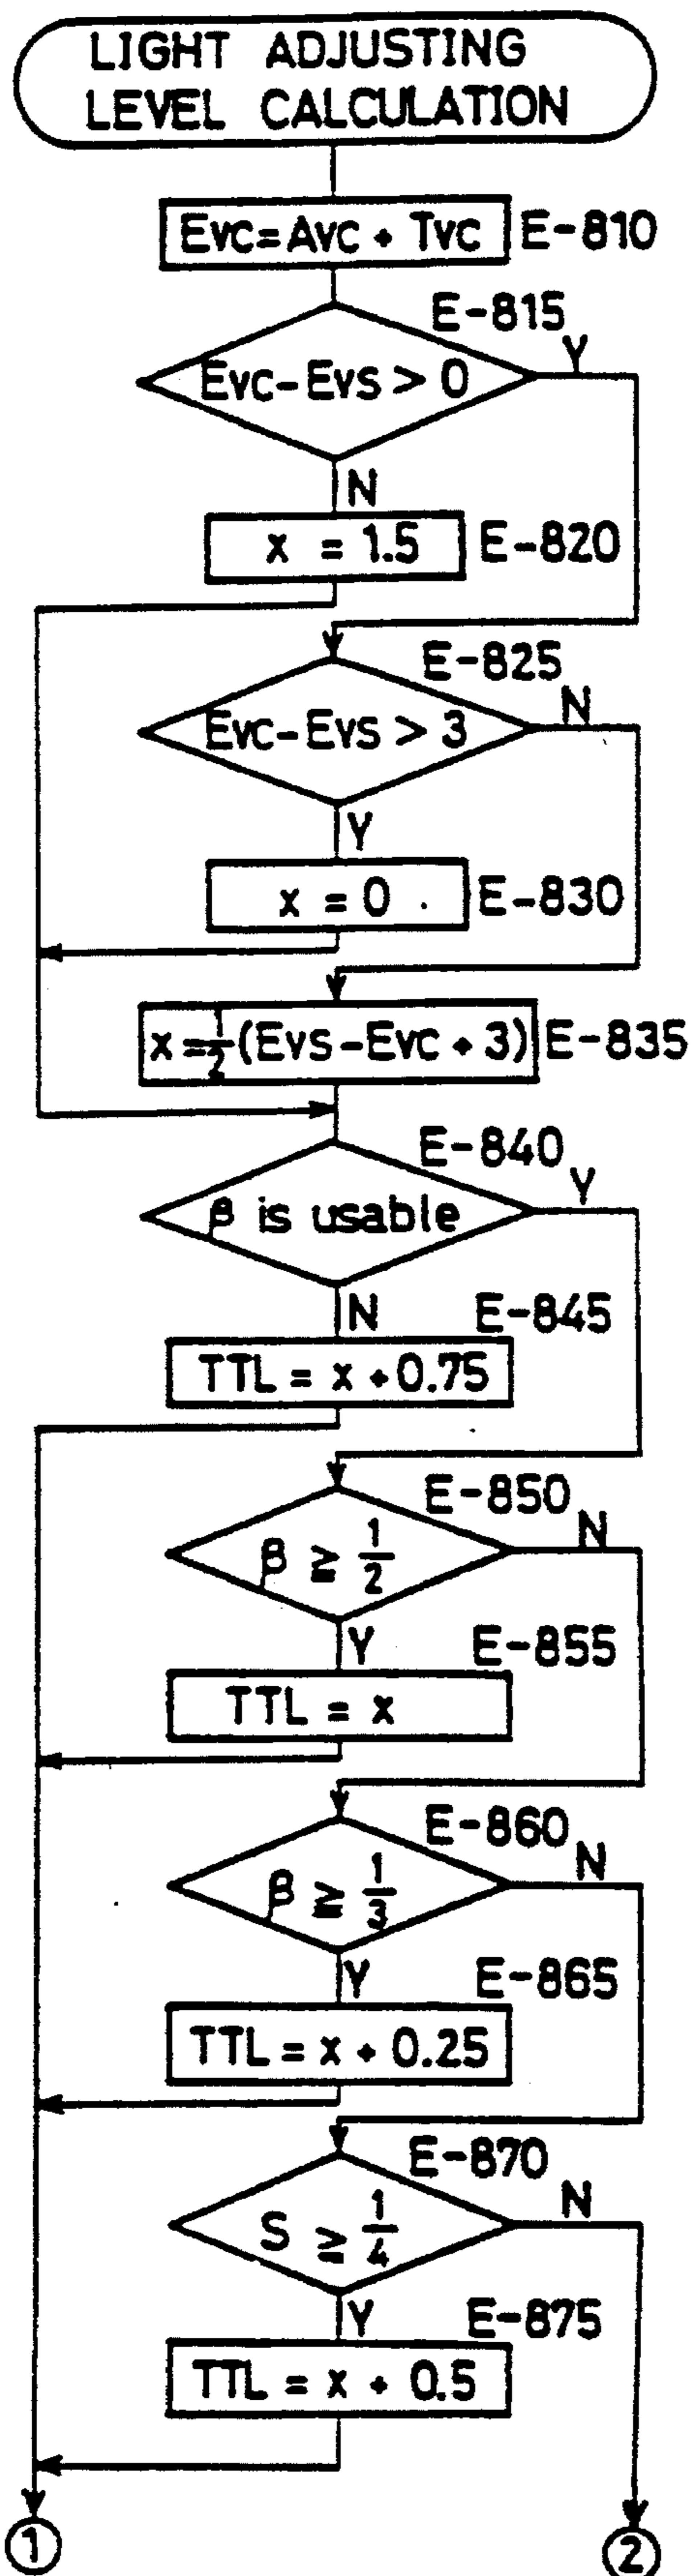 LIGHT ADJUSTING
LEVEL CALCULATION
Evc=Avc + Tvc E-810
E-815
Evc-Evs > 0 Y
N
x = 1.5 E-820
E-825
Evc-Evs > 3 N
Y
x = 0 E-830
x=1/2(Evs-Evc + 3) E-835
E-840
β is usable Y
N E-845
TTL = x + 0.75
E-850
β ≧ 1/2 N
Y E-855
TTL = x
E-860
β ≧ 1/3 N
Y E-865
TTL = x + 0.25
E-870
S ≧ 1/4 N
Y E-875
TTL = x + 0.5
1 2